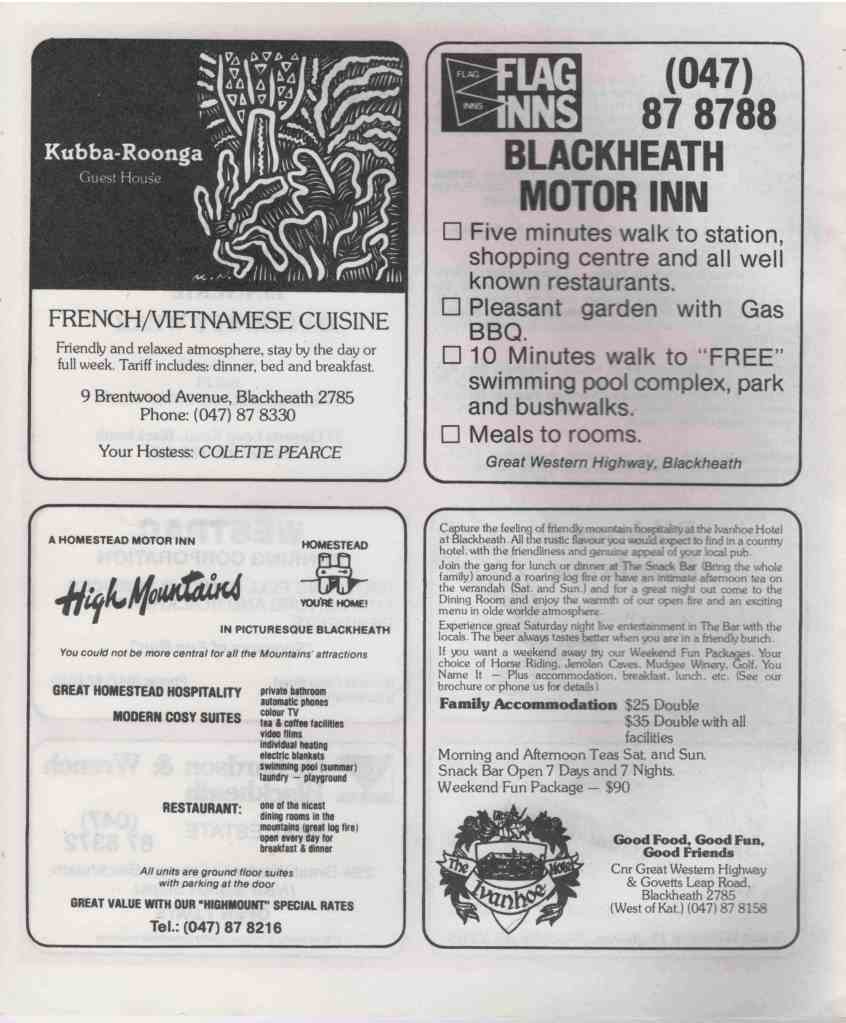 Kubba-Roonga
Guest House
FRENCH/VIETNAMESE CUISINE
Friendly and relaxed atmosphere, stay by the day or
full week. Tariff includes: dinner, bed and breakfast.
9 Brentwood Avenue, Blackheath 2785
Phone: (047) 87 8330
Your Hostess: COLETTE PEARCE
FLAG
INNS
FLAG
INNS
(047)
87 8788
BLACKHEATH
MOTOR INN
☐ Five minutes walk to station,
shopping centre and all well
known restaurants.
☐ Pleasant garden with Gas
BBQ.
☐ 10 Minutes walk to "FREE"
swimming pool complex, park
and bushwalks.
☐ Meals to rooms.
Great Western Highway, Blackheath
A HOMESTEAD MOTOR INN
HOMESTEAD
YOU'RE HOME!
High Mountains
IN PICTURESQUE BLACKHEATH
You could not be more central for all the Mountains' attractions
GREAT HOMESTEAD HOSPITALITY
MODERN COSY SUITES
private bathroom
automatic phones
colour TV
tea & coffee facilities
video films
individual heating
electric blankets
swimming pool (summer)
laundry — playground
RESTAURANT:
one of the nicest
dining rooms in the
mountains (great log fire)
open every day for
breakfast & dinner
All units are ground floor suites
with parking at the door
GREAT VALUE WITH OUR "HIGHMOUNT" SPECIAL RATES
Tel.: (047) 87 8216
Capture the feeling of friendly mountain hospitality at the Ivanhoe Hotel
at Blackheath. All the rustic flavour you would expect to find in a country
hotel, with the friendliness and genuine appeal of your local pub.
Join the gang for lunch or dinner at The Snack Bar (Bring the whole
family) around a roaring log fire or have an intimate afternoon tea on
the verandah (Sat. and Sun.) and for a great night out come to the
Dining Room and enjoy the warmth of our open fire and an exciting
menu in olde worlde atmosphere.
Experience great Saturday night live entertainment in The Bar with the
locals. The beer always tastes better when you are in a friendly bunch.
If you want a weekend away try our Weekend Fun Packages. Your
choice of Horse Riding, Jenolan Caves, Mudgee Winery, Golf, You
Name It — Plus accommodation, breakfast, lunch, etc. (See our
brochure or phone us for details)
Family Accommodation $25 Double
$35 Double with all
facilities
Morning and Afternoon Teas Sat. and Sun.
Snack Bar Open 7 Days and 7 Nights.
Weekend Fun Package — $90
The Ivanhoe Hotel
Good Food, Good Fun,
Good Friends
Cnr Great Western Highway
& Govetts Leap Road,
Blackheath 2785
(West of Kat.) (047) 87 8158